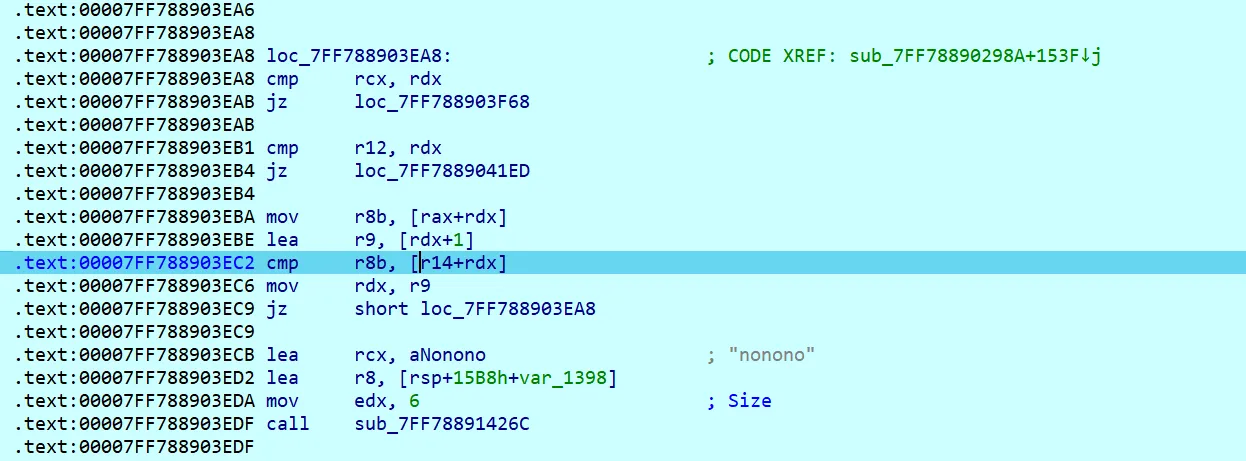 .text:00007FF788903EA6
.text:00007FF788903EA8
.text:00007FF788903EA8 loc_7FF788903EA8: ; CODE XREF: sub_7FF78890298A+153F↓j
.text:00007FF788903EA8 cmp rcx, rdx
.text:00007FF788903EAB jz loc_7FF788903F68
.text:00007FF788903EAB
.text:00007FF788903EB1 cmp r12, rdx
.text:00007FF788903EB4 jz loc_7FF7889041ED
.text:00007FF788903EB4
.text:00007FF788903EBA mov r8b, [rax+rdx]
.text:00007FF788903EBE lea r9, [rdx+1]
.text:00007FF788903EC2 cmp r8b, [r14+rdx]
.text:00007FF788903EC6 mov rdx, r9
.text:00007FF788903EC9 jz short loc_7FF788903EA8
.text:00007FF788903EC9
.text:00007FF788903ECB lea rcx, aNonono ; "nonono"
.text:00007FF788903ED2 lea r8, [rsp+15B8h+var_1398]
.text:00007FF788903EDA mov edx, 6 ; Size
.text:00007FF788903EDF call sub_7FF78891426C
.text:00007FF788903EDF